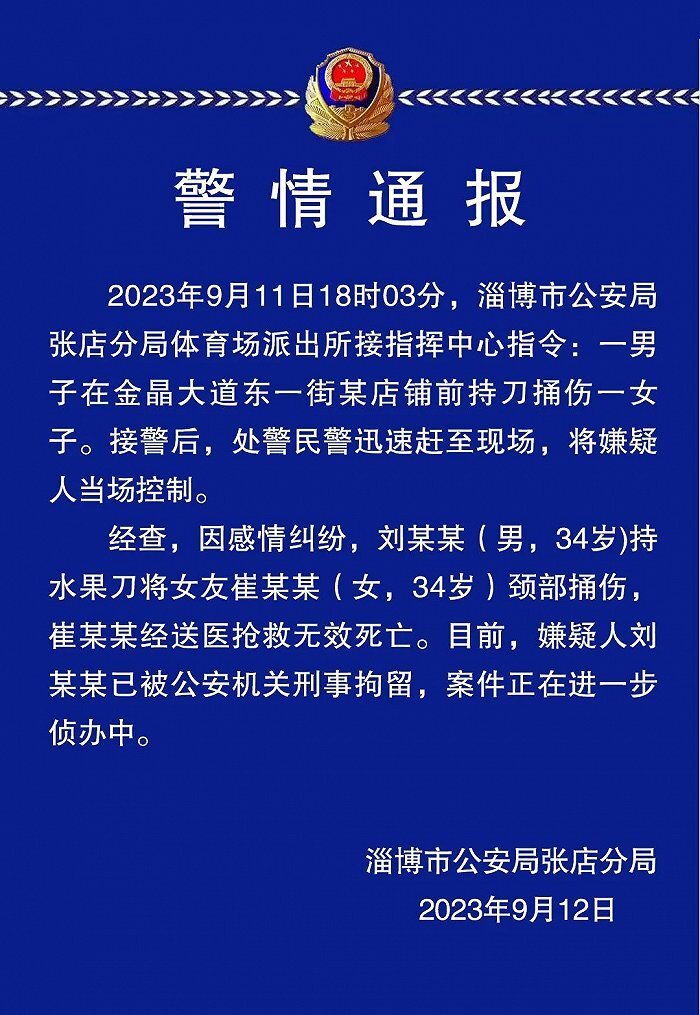 警情通报
2023年9月11日18时03分，淄博市公安局
张店分局体育场派出所接指挥中心指令：一男
子在金晶大道东一街某店铺前持刀捅伤一女
子。接警后，处警民警迅速赶至现场，将嫌疑
人当场控制。
经查，因感情纠纷，刘某某（男，34岁)持
水果刀将女友崔某某（女，34岁）颈部捅伤，
崔某某经送医抢救无效死亡。目前，嫌疑人刘
某某已被公安机关刑事拘留，案件正在进一步
侦办中。
淄博市公安局张店分局
2023年9月12日